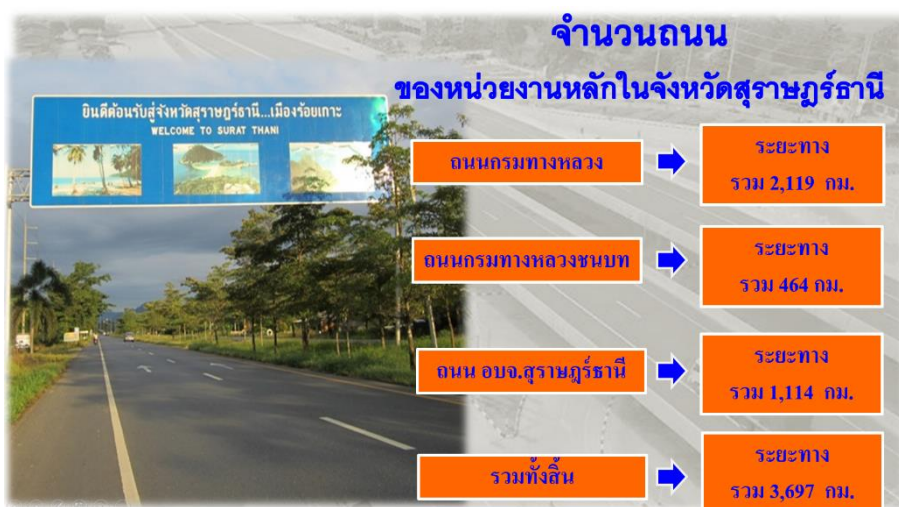 จำนวนถนน
ของหน่วยงานหลักในจังหวัดสุราษฎร์ธานี
ยินดีต้อนรับสู่จังหวัดสุราษฎร์ธานี...เมืองร้อยเกาะ
WELCOME TO SURAT THANI
ถนนกรมทางหลวง
ระยะทาง
รวม 2,119 กม.
ถนนกรมทางหลวงชนบท
ระยะทาง
รวม 464 กม.
ถนน อบจ.สุราษฎร์ธานี
ระยะทาง
รวม 1,114 กม.
รวมทั้งสิ้น
ระยะทาง
รวม 3,697 กม.